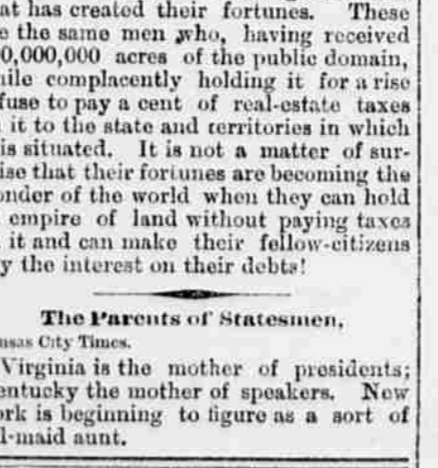 at has created their fortunes. These
e the same men who, having received
0,000,000 acres of the public domain,
ile complacently holding it for a rise
fuse to pay a cent of real-estate taxes
it to the state and territories in which
is situated. It is not a matter of sur-
ise that their fortunes are becoming the
onder of the world when they can hold
empire of land without paying taxes
it and can make their fellow-citizens
y the interest on their debts!
The Parents of Statesmen,
nsas City Times.
Virginia is the mother of presidents;
entucky the mother of speakers. New
ork is beginning to figure as a sort of
l-maid aunt.